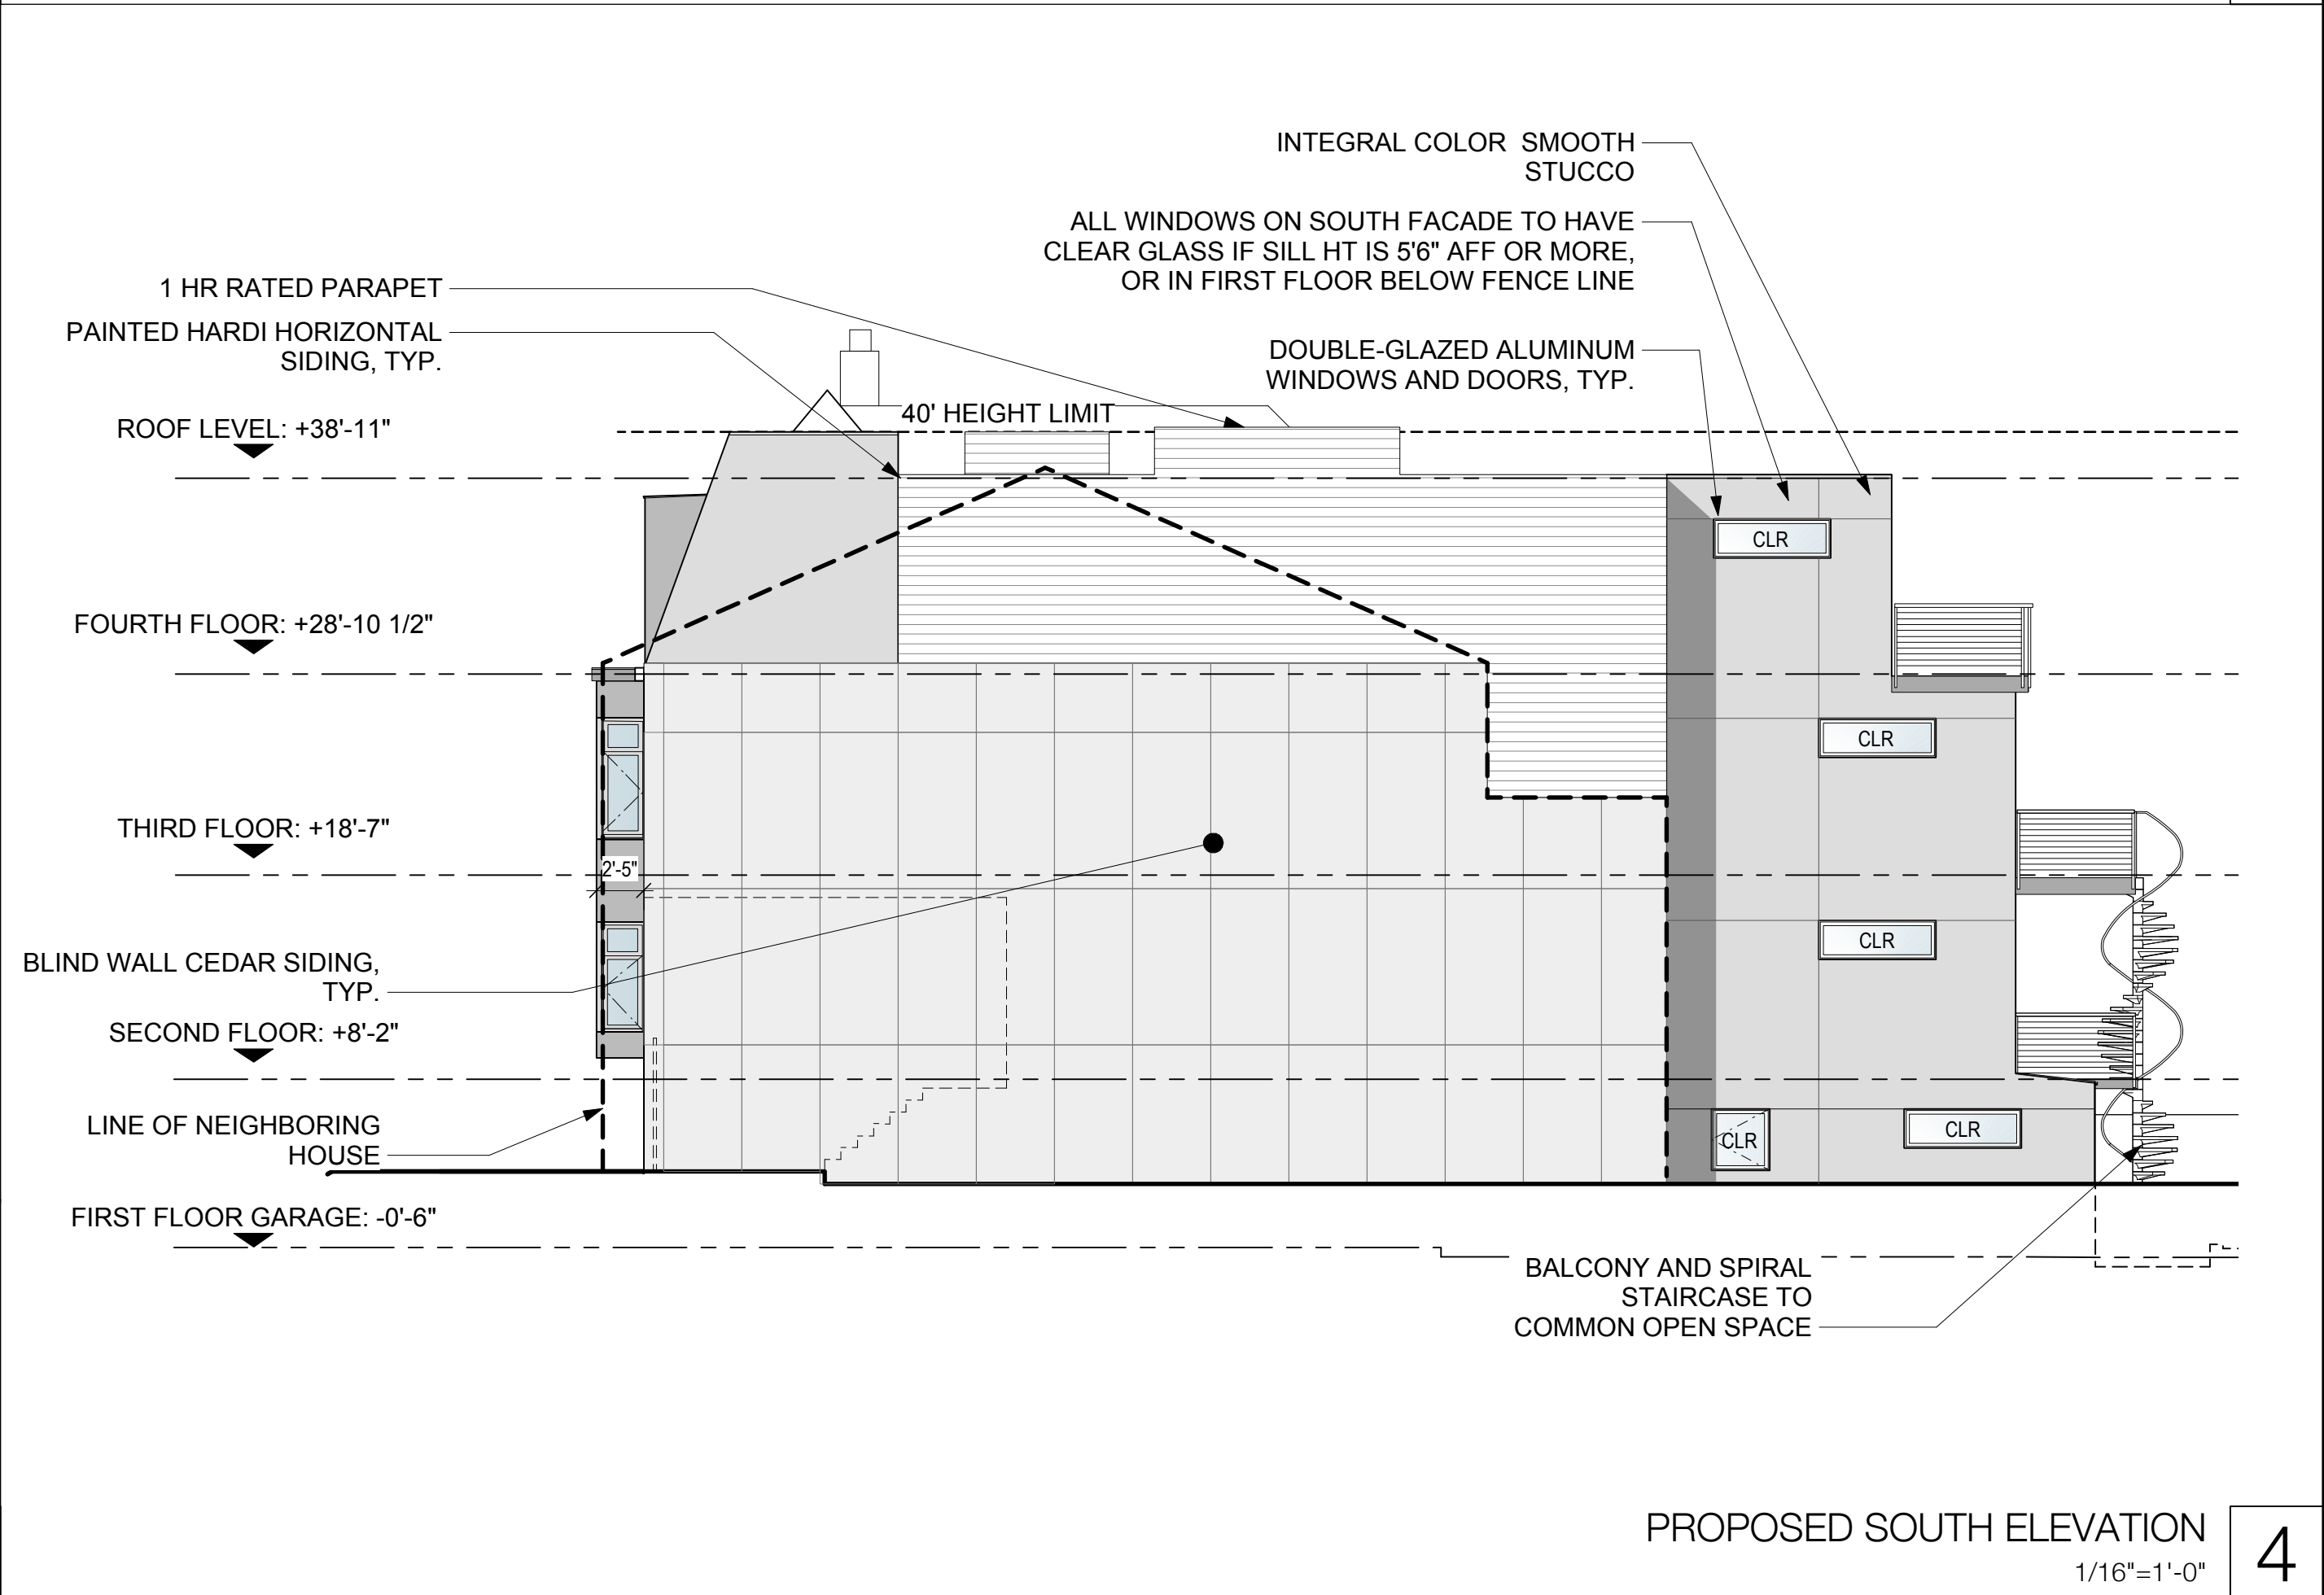 INTEGRAL COLOR SMOOTH
STUCCO
ALL WINDOWS ON SOUTH FACADE TO HAVE
CLEAR GLASS IF SILL HT IS 5'6" AFF OR MORE,
OR IN FIRST FLOOR BELOW FENCE LINE
1 HR RATED PARAPET
PAINTED HARDI HORIZONTAL
SIDING, TYP.
DOUBLE-GLAZED ALUMINUM
WINDOWS AND DOORS, TYP.
40' HEIGHT LIMIT
ROOF LEVEL: +38'-11"
CLR
FOURTH FLOOR: +28'-10 1/2"
CLR
THIRD FLOOR: +18'-7"
2'-5"
CLR
BLIND WALL CEDAR SIDING,
TYP.
SECOND FLOOR: +8'-2"
LINE OF NEIGHBORING
HOUSE
CLR
CLR
FIRST FLOOR GARAGE: -0'-6"
BALCONY AND SPIRAL
STAIRCASE TO
COMMON OPEN SPACE
PROPOSED SOUTH ELEVATION
1/16"=1'-0"
4